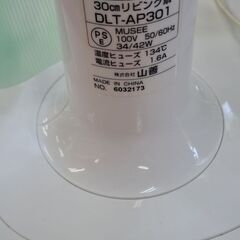 30cmリビング扇
DLT-AP301
MUSEE
100V 50/60Hz
34/42W
PS
E
温度ヒューズ 134℃
電流ヒューズ 1.6A
株式会社 山善
MADE IN CHINA
NO. 6032173